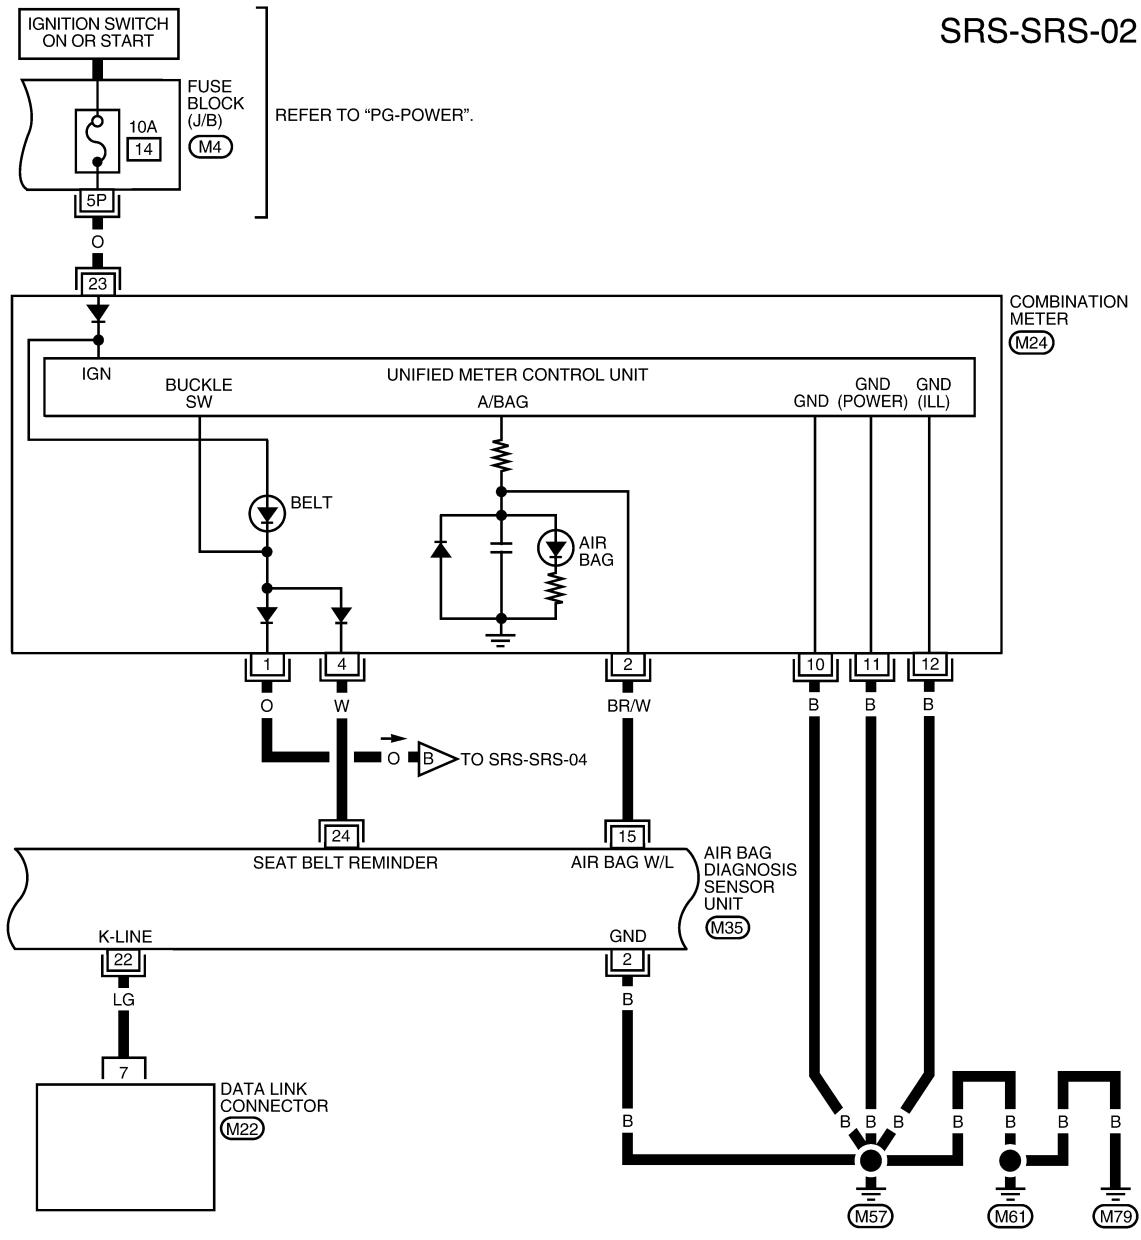 SRS-SRS-02
IGNITION SWITCH
ON OR START
FUSE
BLOCK
(J/B)
M4
10A
14
REFER TO “PG-POWER”.
5P
O
23
COMBINATION
METER
M24
IGN
BUCKLE
SW
UNIFIED METER CONTROL UNIT
A/BAG
GND
GND
(POWER)
GND
(ILL)
BELT
AIR
BAG
1
4
2
10
11
12
O
W
BR/W
B
B
B
O
B
TO SRS-SRS-04
24
15
SEAT BELT REMINDER
AIR BAG W/L
AIR BAG
DIAGNOSIS
SENSOR
UNIT
M35
K-LINE
GND
22
2
LG
B
7
DATA LINK
CONNECTOR
M22
B
B
B
B
B
B
B
B
M57
M61
M79